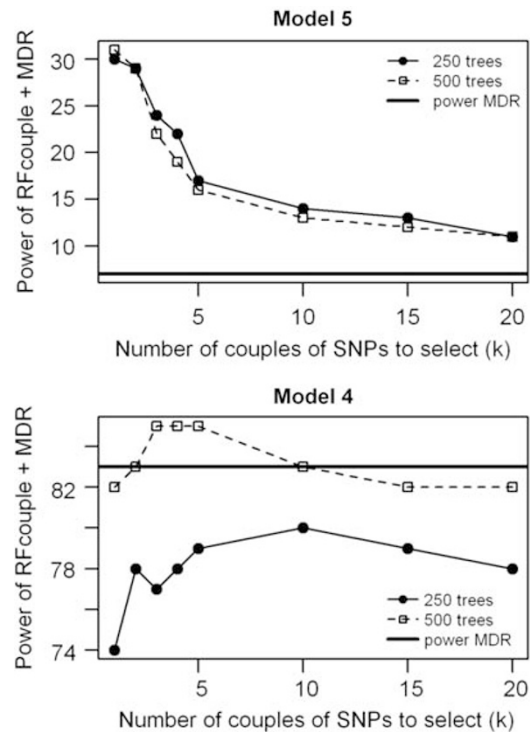 Model 5
Power of RFcouple + MDR
30
25
20
15
10
250 trees
500 trees
power MDR
5
10
15
20
Number of couples of SNPs to select (k)
Model 4
Power of RFcouple + MDR
82
78
74
250 trees
500 trees
power MDR
5
10
15
20
Number of couples of SNPs to select (k)